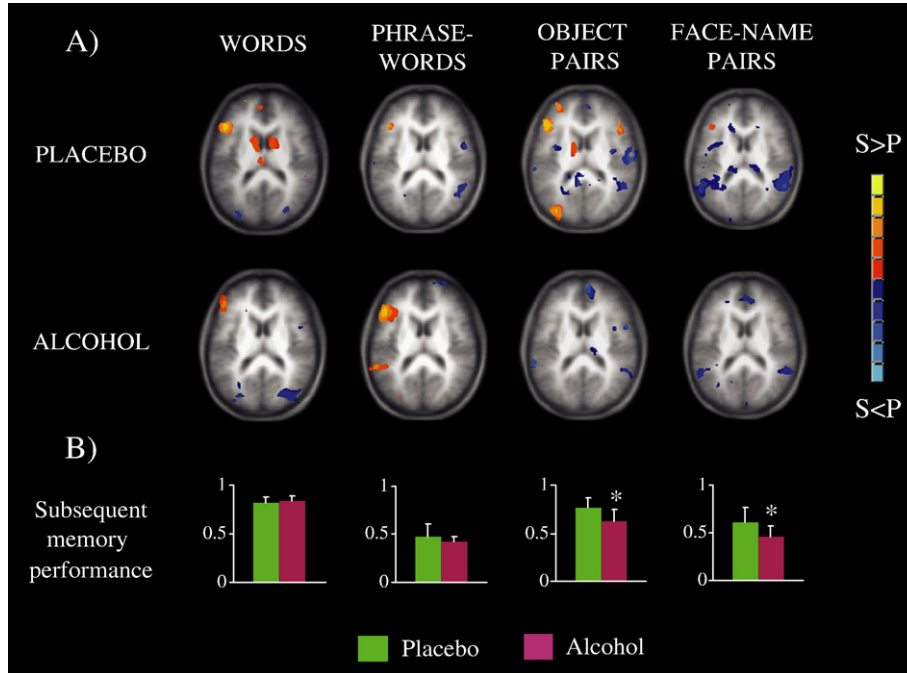 A)
WORDS
PHRASE-
WORDS
OBJECT
PAIRS
FACE-NAME
PAIRS
PLACEBO
S>P
ALCOHOL
S<P
B)
Subsequent
memory
performance
1
0.5
0
1
0.5
0
1
0.5
0
*
1
0.5
0
*
Placebo
Alcohol